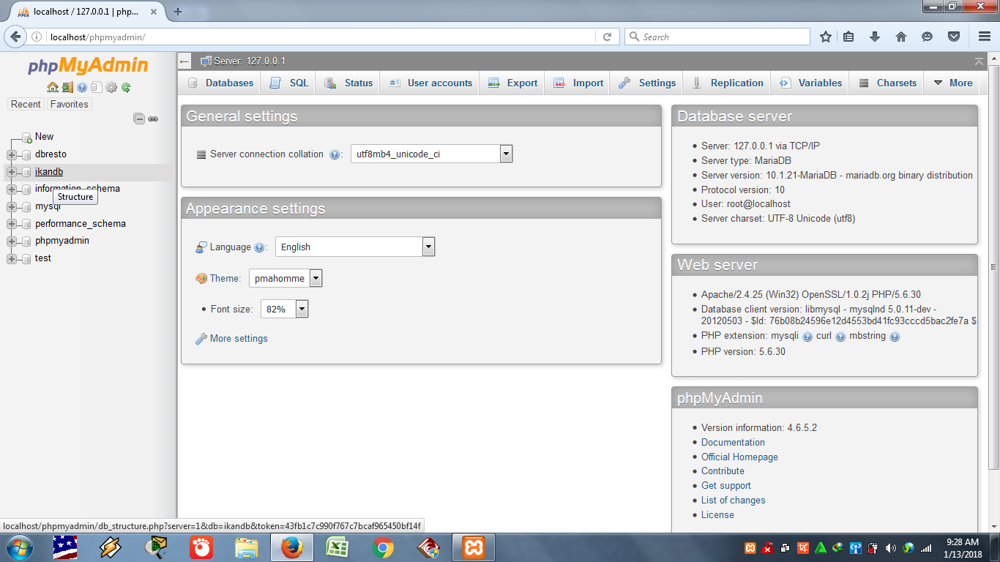 localhost / 127.0.0.1 | php...
localhost/phpmyadmin/
Search
phpMyAdmin
Recent
Favorites
New
dbresto
ikandb
information_schema
Structure
mysql
performance_schema
phpmyadmin
test
Server: 127.0.0.1
Databases
SQL
Status
User accounts
Export
Import
Settings
Replication
Variables
Charsets
More
General settings
Server connection collation :
utf8mb4_unicode_ci
Appearance settings
Language :
English
Theme:
pmahomme
Font size:
82%
More settings
Database server
Server: 127.0.0.1 via TCP/IP
Server type: MariaDB
Server version: 10.1.21-MariaDB - mariadb.org binary distribution
Protocol version: 10
User: root@localhost
Server charset: UTF-8 Unicode (utf8)
Web server
Apache/2.4.25 (Win32) OpenSSL/1.0.2j PHP/5.6.30
Database client version: libmysql - mysqlnd 5.0.11-dev -
20120503 - $Id: 76b08b24596e12d4553bd41fc93cccd5bac2fe7a $
PHP extension: mysqli curl mbstring
PHP version: 5.6.30
phpMyAdmin
Version information: 4.6.5.2
Documentation
Official Homepage
Contribute
Get support
List of changes
License
localhost/phpmyadmin/db_structure.php?server=1&db=ikandb&token=43fb1c7c990f767c7bcaf965450bf14f
9:28 AM
1/13/2018